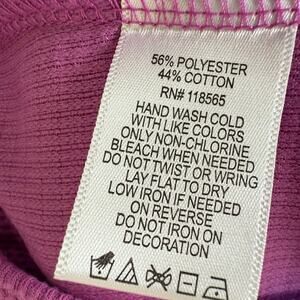 56% POLYESTER
44% COTTON
RN# 118565
HAND WASH COLD
WITH LIKE COLORS
ONLY NON-CHLORINE
BLEACH WHEN NEEDED
DO NOT TWIST OR WRING
LAY FLAT TO DRY
LOW IRON IF NEEDED
ON REVERSE
DO NOT IRON ON
DECORATION